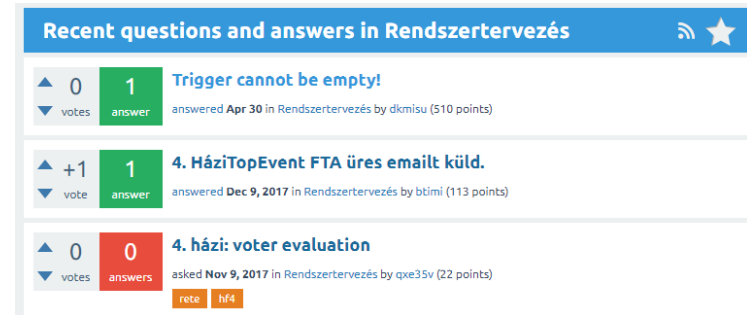 Recent questions and answers in Rendszertervezés
0
votes
1
answer
Trigger cannot be empty!
answered Apr 30 in Rendszertervezés by dkmisu (510 points)
+1
vote
1
answer
4. HáziTopEvent FTA üres emailt küld.
answered Dec 9, 2017 in Rendszertervezés by btimi (113 points)
0
votes
0
answers
4. házi: voter evaluation
asked Nov 9, 2017 in Rendszertervezés by qxe35v (22 points)
rete hf4